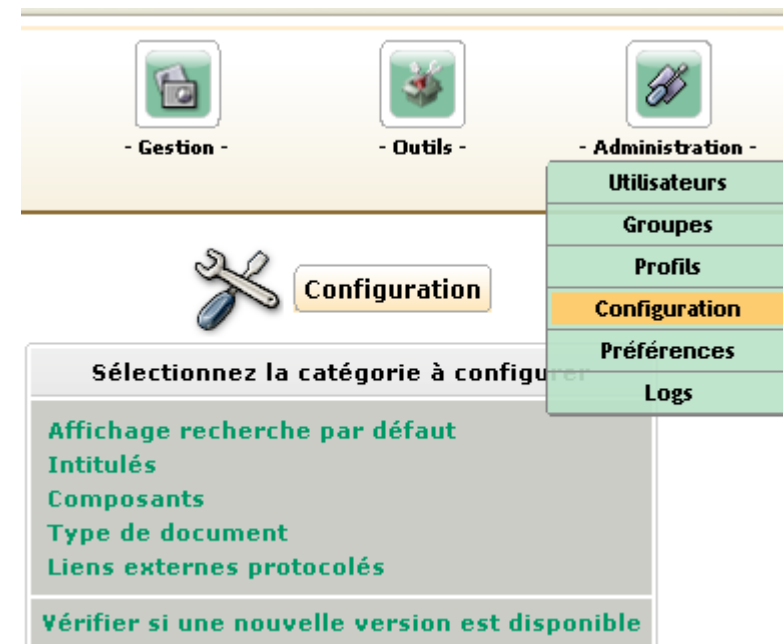 - Gestion -
- Outils -
- Administration -
Utilisateurs
Groupes
Profils
Configuration
Préférences
Logs
Configuration
Sélectionnez la catégorie à configurer
Affichage recherche par défaut
Intitulés
Composants
Type de document
Liens externes protocolés
Vérifier si une nouvelle version est disponible